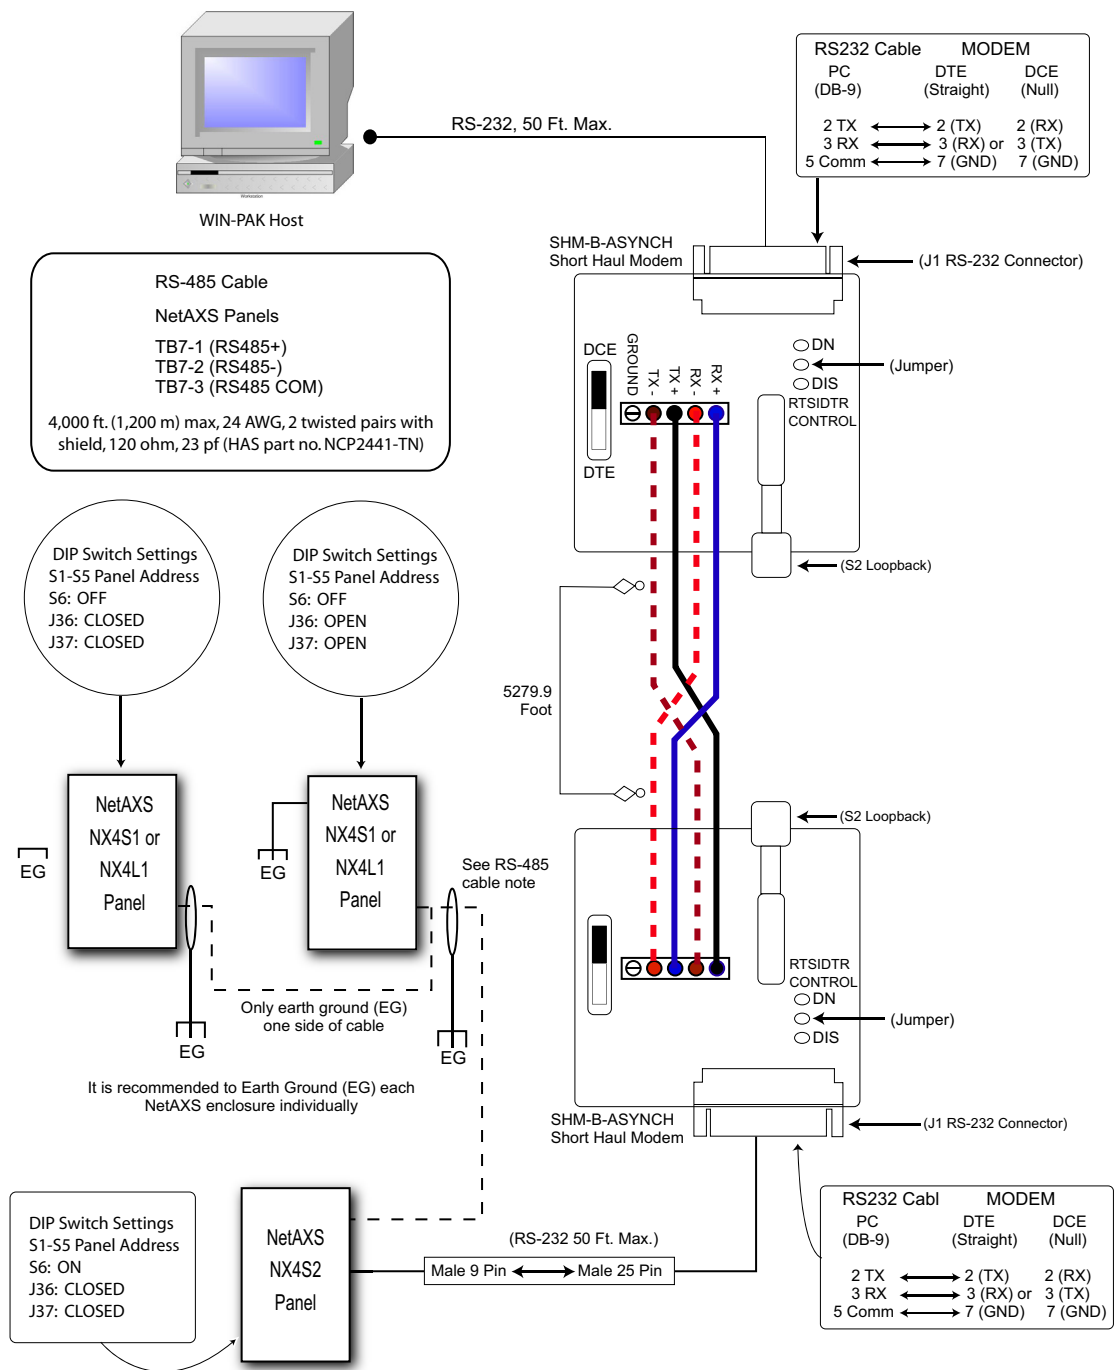 RS232 Cable MODEM
PC DTE DCE
(DB-9) (Straight) (Null)
2 TX 2 (TX) 2 (RX)
3 RX 3 (RX) or 3 (TX)
5 Comm 7 (GND) 7 (GND)
RS-232, 50 Ft. Max.
Workstation
WIN-PAK Host
SHM-B-ASYNCH
Short Haul Modem
(J1 RS-232 Connector)
RS-485 Cable
NetAXS Panels
TB7-1 (RS485+)
TB7-2 (RS485-)
TB7-3 (RS485 COM)
4,000 ft. (1,200 m) max, 24 AWG, 2 twisted pairs with
shield, 120 ohm, 23 pf (HAS part no. NCP2441-TN)
DCE
DTE
GROUND
TX -
TX +
RX -
RX +
DN
(Jumper)
DIS
RTSIDTR
CONTROL
(S2 Loopback)
DIP Switch Settings
S1-S5 Panel Address
S6: OFF
J36: CLOSED
J37: CLOSED
DIP Switch Settings
S1-S5 Panel Address
S6: OFF
J36: OPEN
J37: OPEN
5279.9
Foot
NetAXS
NX4S1 or
NX4L1
Panel
EG
NetAXS
NX4S1 or
NX4L1
Panel
EG
See RS-485
cable note
(S2 Loopback)
RTSIDTR
CONTROL
DN
(Jumper)
DIS
Only earth ground (EG)
one side of cable
EG
EG
It is recommended to Earth Ground (EG) each
NetAXS enclosure individually
SHM-B-ASYNCH
Short Haul Modem
(J1 RS-232 Connector)
DIP Switch Settings
S1-S5 Panel Address
S6: ON
J36: CLOSED
J37: CLOSED
NetAXS
NX4S2
Panel
(RS-232 50 Ft. Max.)
Male 9 Pin Male 25 Pin
RS232 Cabl MODEM
PC DTE DCE
(DB-9) (Straight) (Null)
2 TX 2 (TX) 2 (RX)
3 RX 3 (RX) or 3 (TX)
5 Comm 7 (GND) 7 (GND)